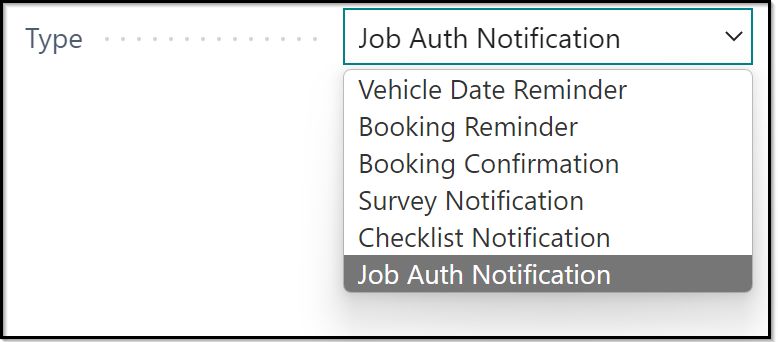 Type Job Auth Notification
Vehicle Date Reminder
Booking Reminder
Booking Confirmation
Survey Notification
Checklist Notification
Job Auth Notification